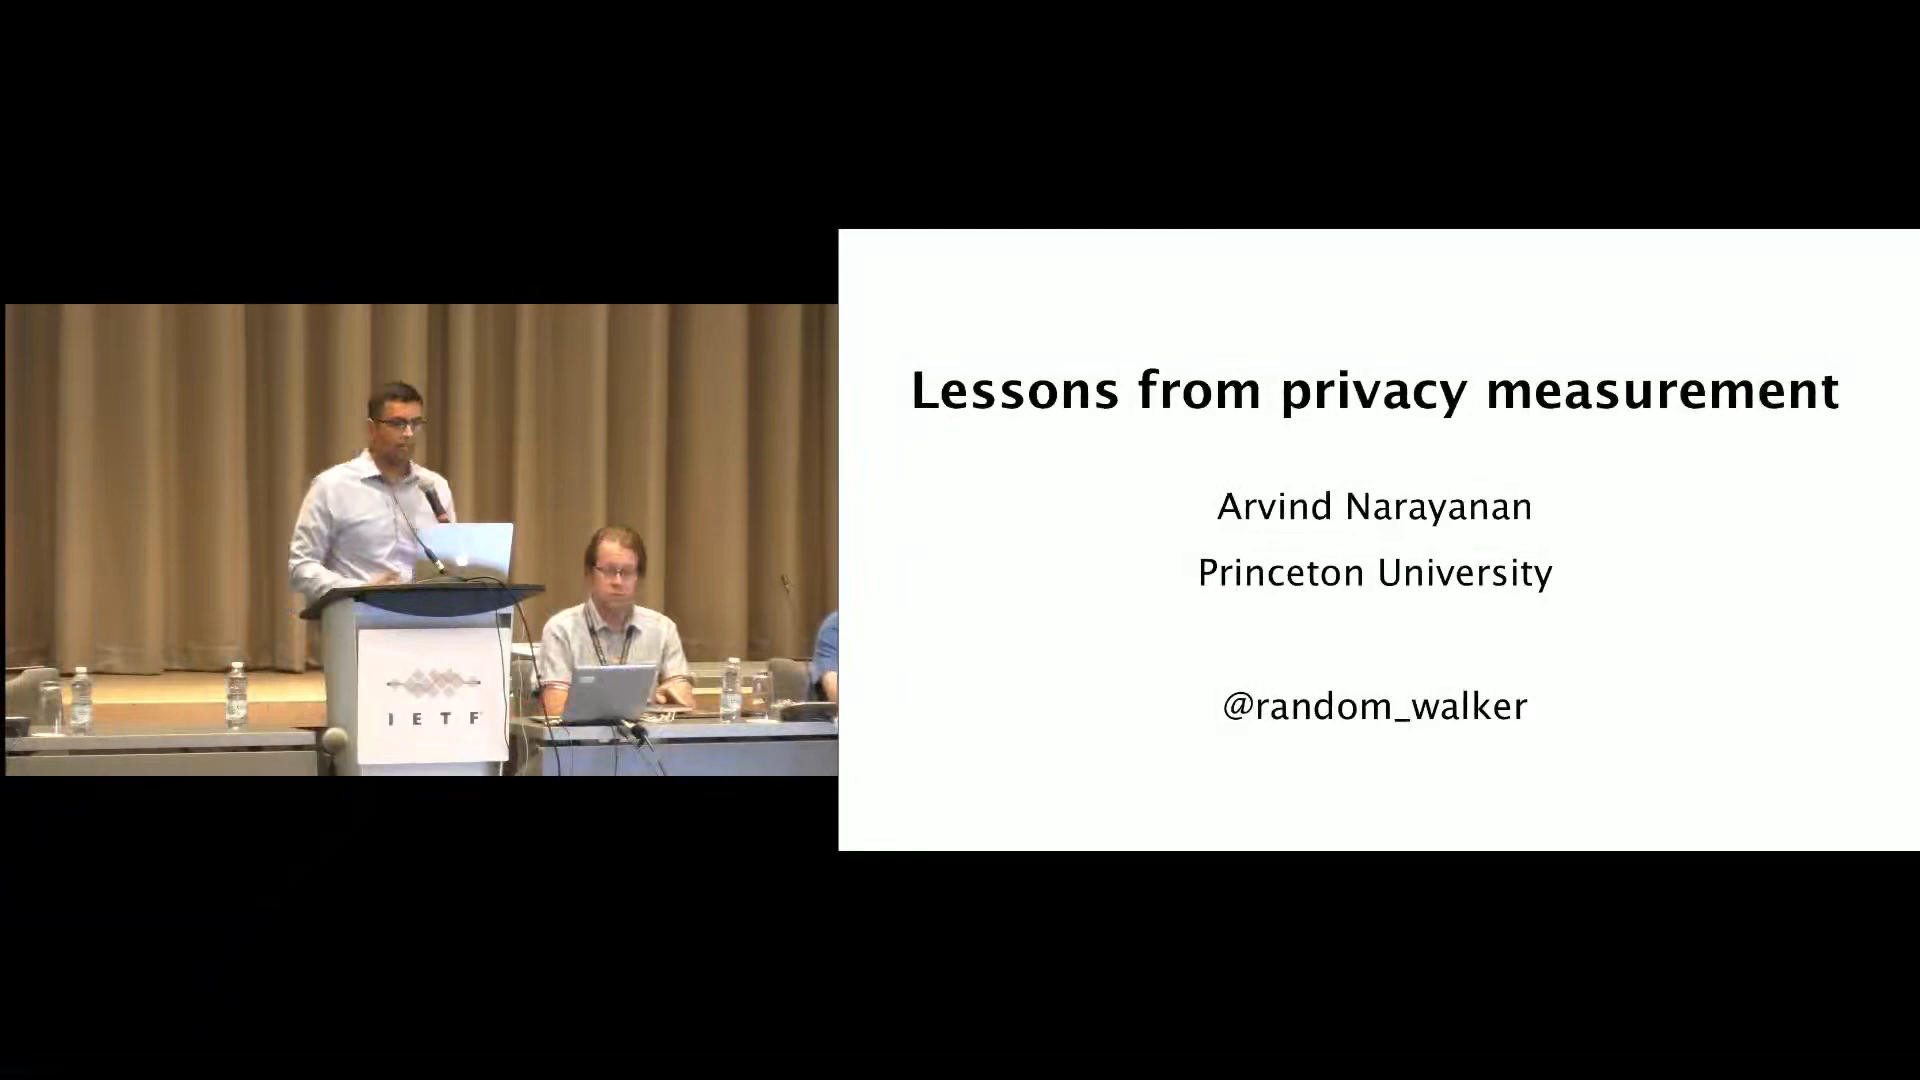 Lessons from privacy measurement
Arvind Narayanan
Princeton University
@random_walker
IETF